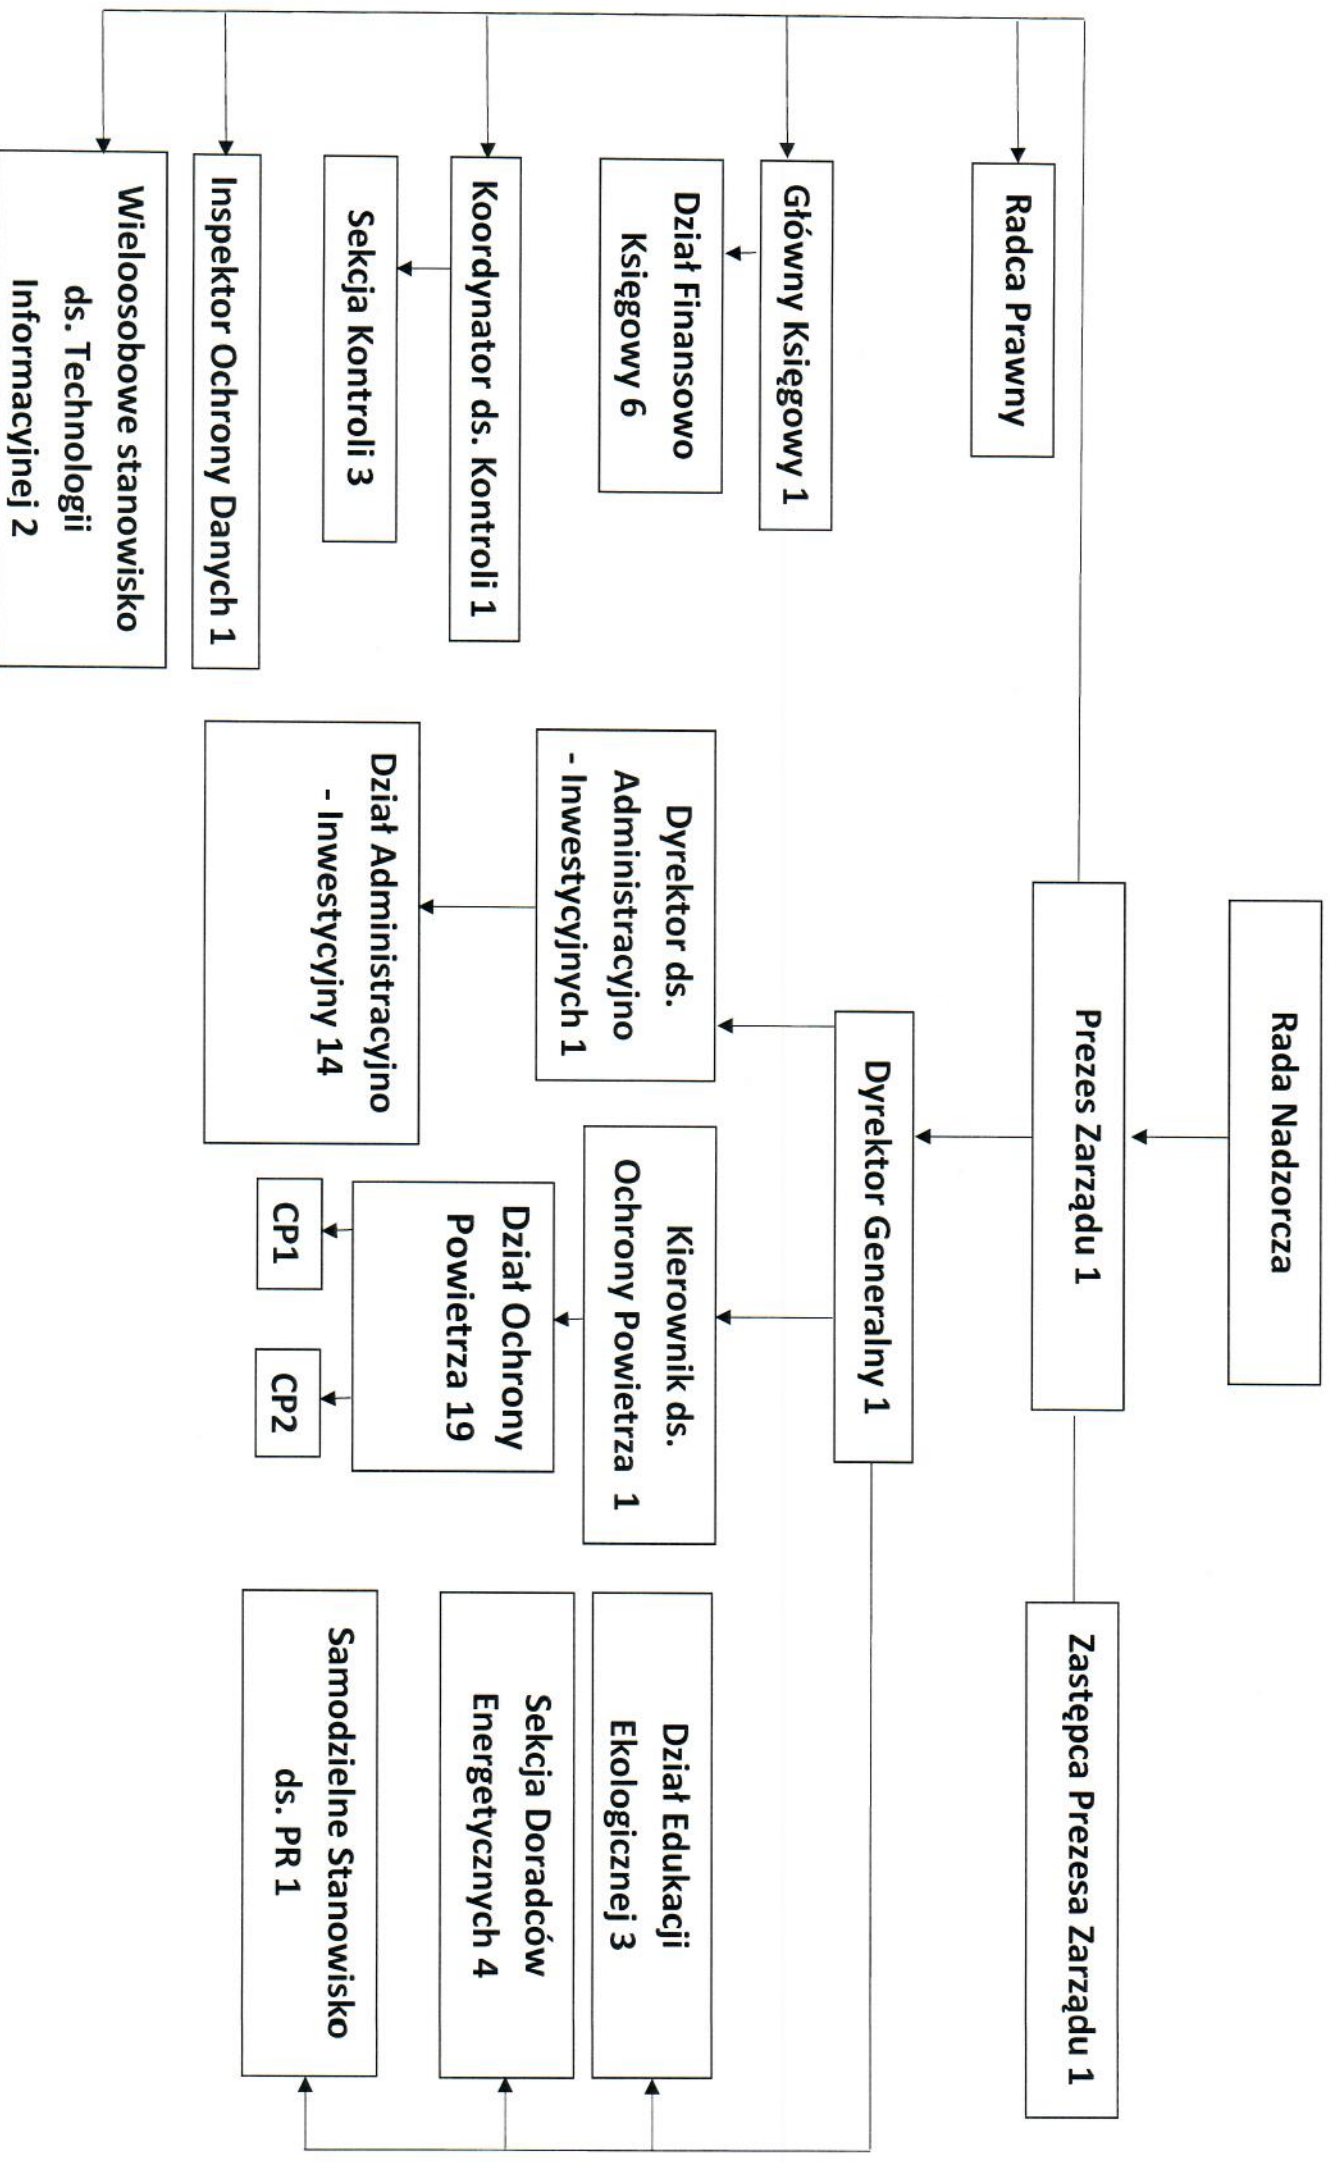 Rada Nadzorcza
Prezes Zarządu 1
Zastępca Prezesa Zarządu 1
Radca Prawny
Główny Księgowy 1
Dział Finansowo
Księgowy 6
Koordynator ds. Kontroli 1
Sekcja Kontroli 3
Inspektor Ochrony Danych 1
Wieloosobowe stanowisko
ds. Technologii
Informacyjnej 2
Dyrektor Generalny 1
Dyrektor ds.
Administracyjno
- Inwestycyjnych 1
Dział Administracyjno
- Inwestycyjny 14
Kierownik ds.
Ochrony Powietrza 1
Dział Ochrony
Powietrza 19
CP1
CP2
Dział Edukacji
Ekologicznej 3
Sekcja Doradców
Energetycznych 4
Samodzielne Stanowisko
ds. PR 1